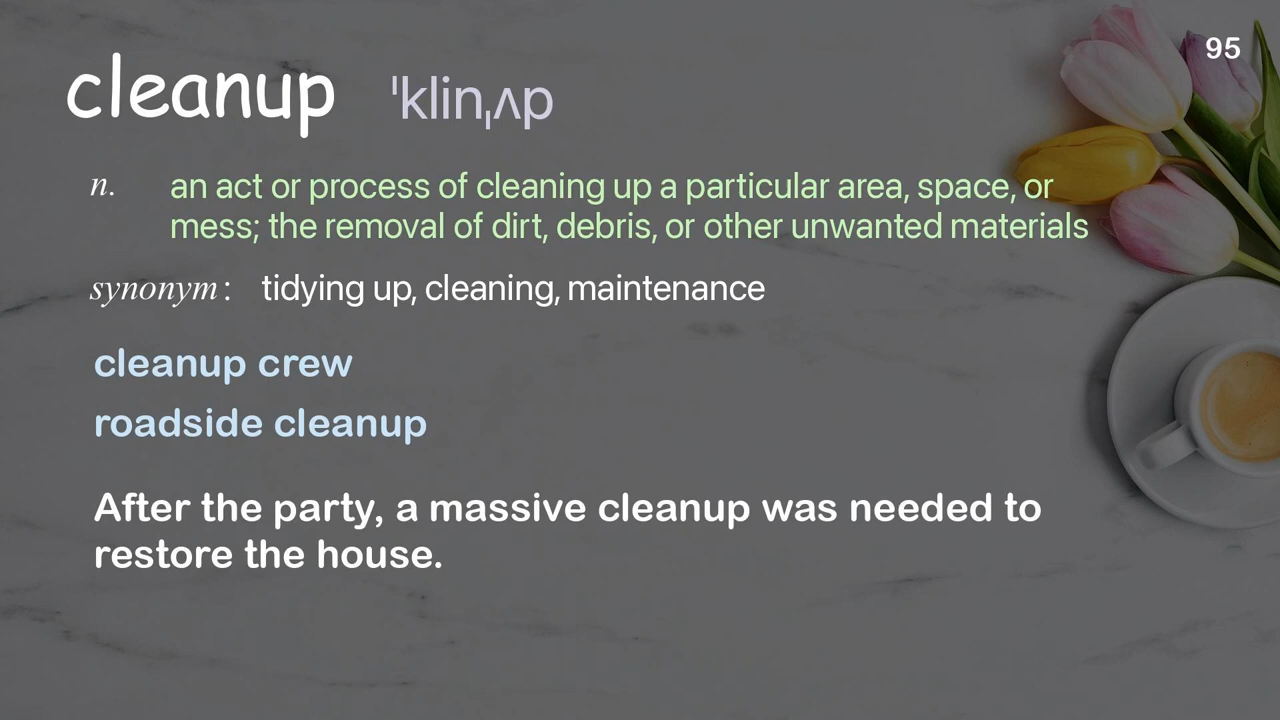 95
cleanup ˈklinˌʌp
n. an act or process of cleaning up a particular area, space, or
mess; the removal of dirt, debris, or other unwanted materials
synonym : tidying up, cleaning, maintenance
cleanup crew
roadside cleanup
After the party, a massive cleanup was needed to
restore the house.